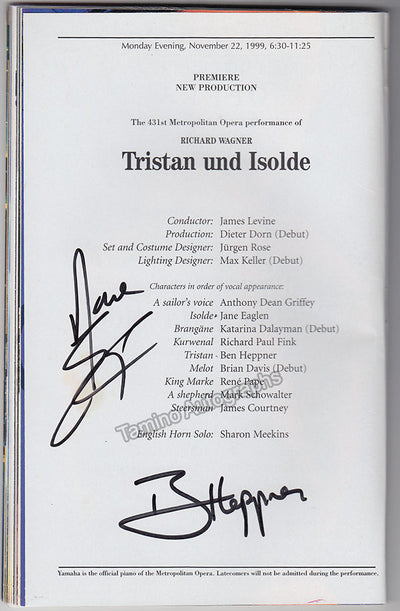 Monday Evening, November 22, 1999, 6:30-11:25
PREMIERE
NEW PRODUCTION
The 431st Metropolitan Opera performance of
RICHARD WAGNER
Tristan und Isolde
Conductor: James Levine
Production: Dieter Dorn (Debut)
Set and Costume Designer: Jürgen Rose
Lighting Designer: Max Keller (Debut)
Characters in order of vocal appearance:
A sailor's voice Anthony Dean Griffey
Isolde Jane Eaglen
Brangäne Katarina Dalayman (Debut)
Kurwenal Richard Paul Fink
Tristan Ben Heppner
Melot Brian Davis (Debut)
King Marke René Pape
A shepherd Mark Schowalter
Steersman James Courtney
English Horn Solo: Sharon Meekins
Tamino Autographs
Jane
B Heppner
Yamaha is the official piano of the Metropolitan Opera. Latecomers will not be admitted during the performance.